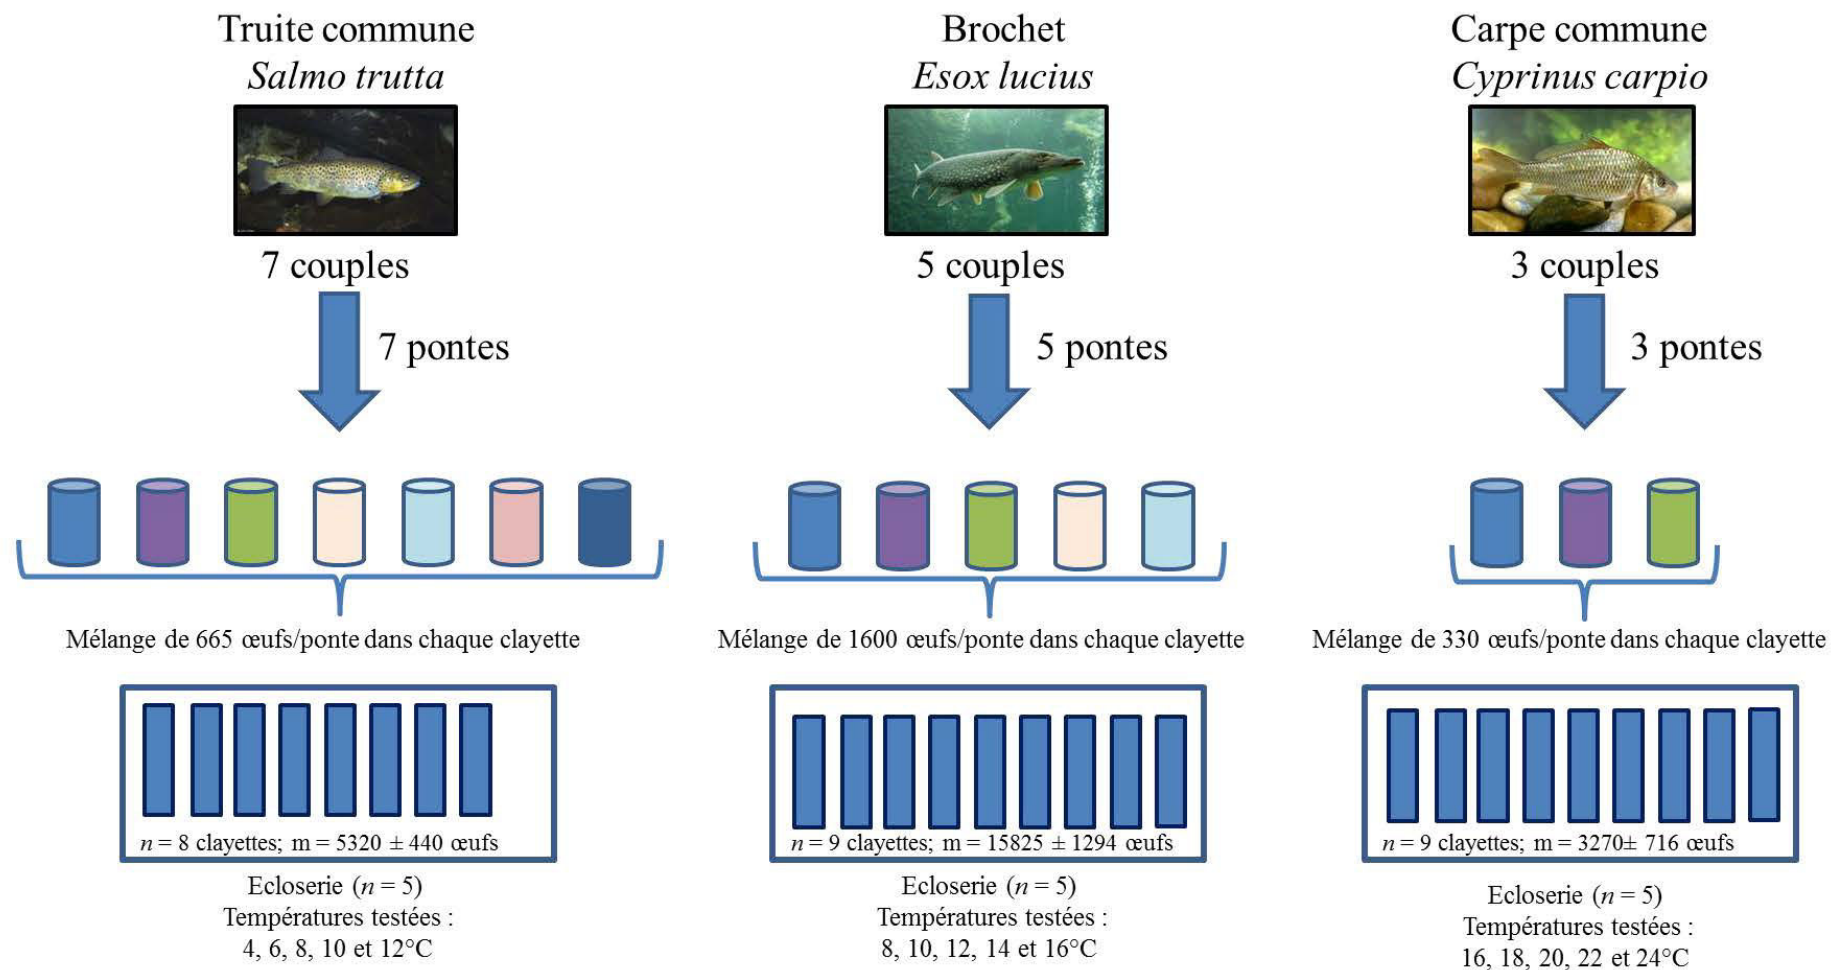 Truite commune
Salmo trutta
7 couples
7 pontes
Mélange de 665 œufs/ponte dans chaque clayette
n = 8 clayettes; m = 5320 ± 440 œufs
Ecloserie (n = 5)
Températures testées :
4, 6, 8, 10 et 12°C
Brochet
Esox lucius
5 couples
5 pontes
Mélange de 1600 œufs/ponte dans chaque clayette
n = 9 clayettes; m = 15825 ± 1294 œufs
Ecloserie (n = 5)
Températures testées :
8, 10, 12, 14 et 16°C
Carpe commune
Cyprinus carpio
3 couples
3 pontes
Mélange de 330 œufs/ponte dans chaque clayette
n = 9 clayettes; m = 3270± 716 œufs
Ecloserie (n = 5)
Températures testées :
16, 18, 20, 22 et 24°C